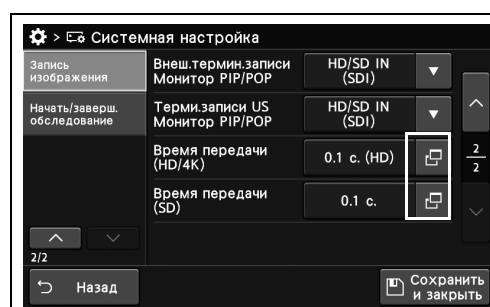 > Системная настройка
Запись
изображения
Начать/заверш.
обследование
2/2
Внеш.термин.записи
Монитор PIP/POP
HD/SD IN
(SDI)
Терми.записи US
Монитор PIP/POP
HD/SD IN
(SDI)
Время передачи
(HD/4K)
0.1 с. (HD)
Время передачи
(SD)
0.1 с.
2
2
Назад
Сохранить
и закрыть